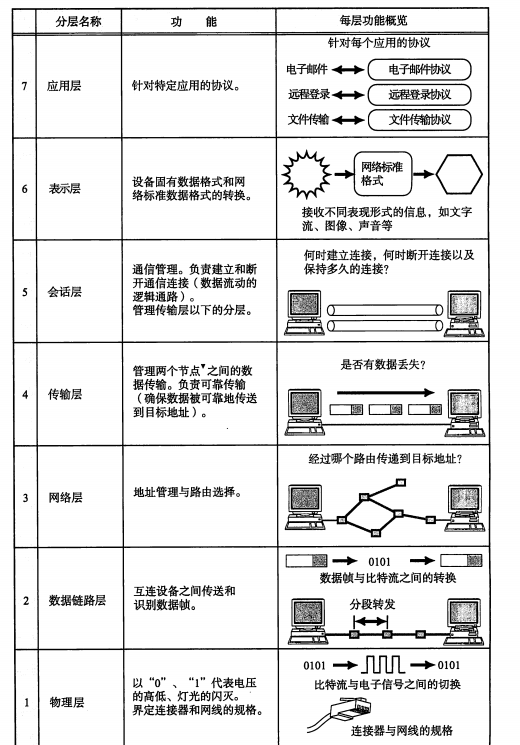 分层名称 功 能 每层功能概览
7 应用层 针对特定应用的协议。
针对每个应用的协议
电子邮件 电子邮件协议
远程登录 远程登录协议
文件传输 文件传输协议
6 表示层
设备固有数据格式和网
络标准数据格式的转换。
网络标准
格式
接收不同表现形式的信息，如文字
流、图像、声音等
5 会话层
通信管理。负责建立和断
开通信连接（数据流动的
逻辑通路）。
管理传输层以下的分层。
何时建立连接，何时断开连接以及
保持多久的连接？
4 传输层
管理两个节点▼之间的数
据传输。负责可靠传输
（确保数据被可靠地传送
到目标地址）。
是否有数据丢失？
3 网络层 地址管理与路由选择。
经过哪个路由传递到目标地址？
2 数据链路层
互连设备之间传送和
识别数据帧。
0101
数据帧与比特流之间的转换
分段转发
1 物理层
以“0”、“1”代表电压
的高低、灯光的闪灭。
界定连接器和网线的规格。
0101 0101
比特流与电子信号之间的切换
连接器与网线的规格